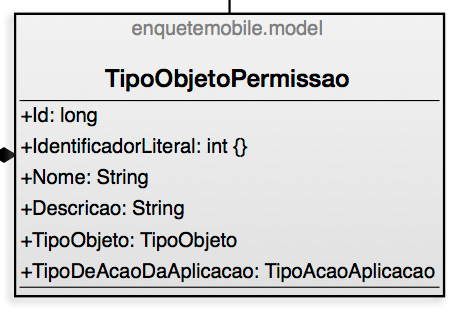 enquetemobile.model
TipoObjetoPermissao
+Id: long
+IdentificadorLiteral: int {}
+Nome: String
+Descricao: String
+TipoObjeto: TipoObjeto
+TipoDeAcaoDaAplicacao: TipoAcaoAplicacao